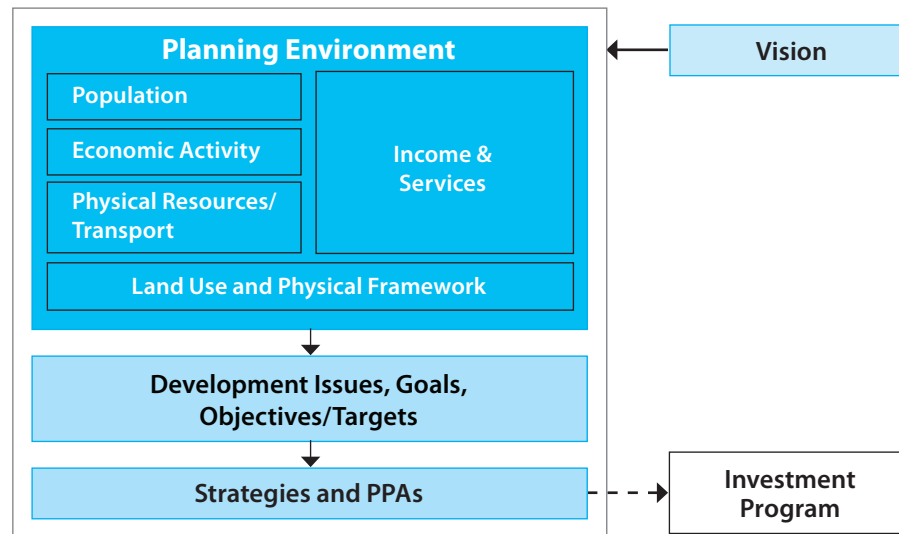 Planning Environment
Population
Economic Activity
Physical Resources/
Transport
Income &
Services
Land Use and Physical Framework
Vision
Development Issues, Goals,
Objectives/Targets
Strategies and PPAs
Investment
Program